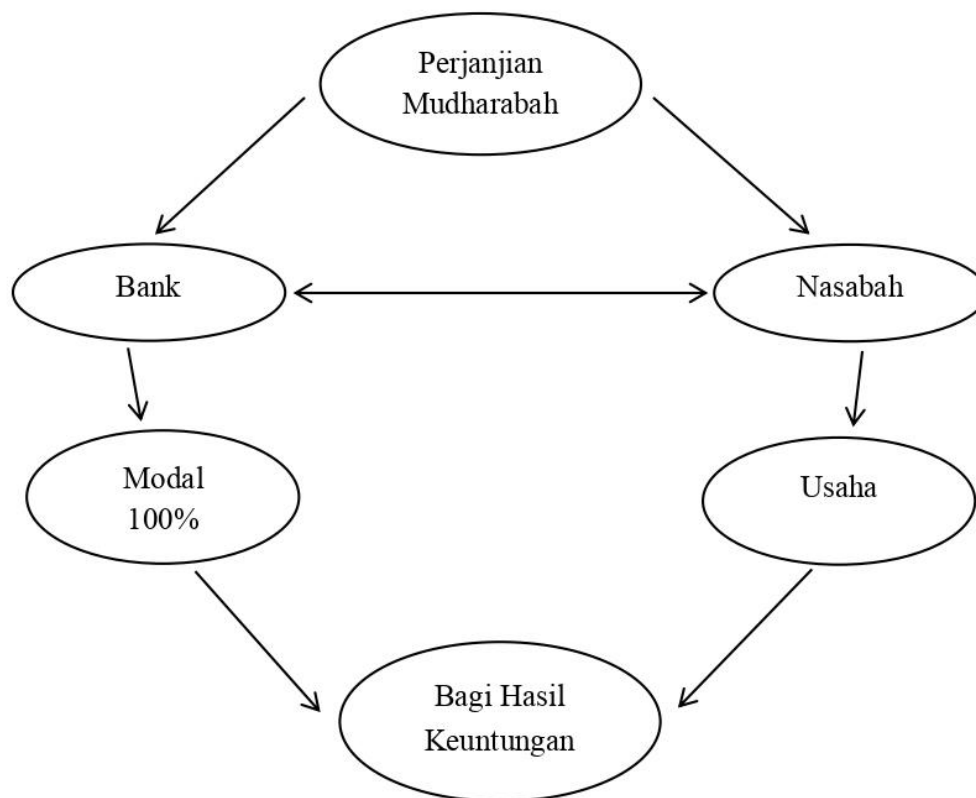 Perjanjian
Mudharabah
Bank
Nasabah
Modal
100%
Usaha
Bagi Hasil
Keuntungan